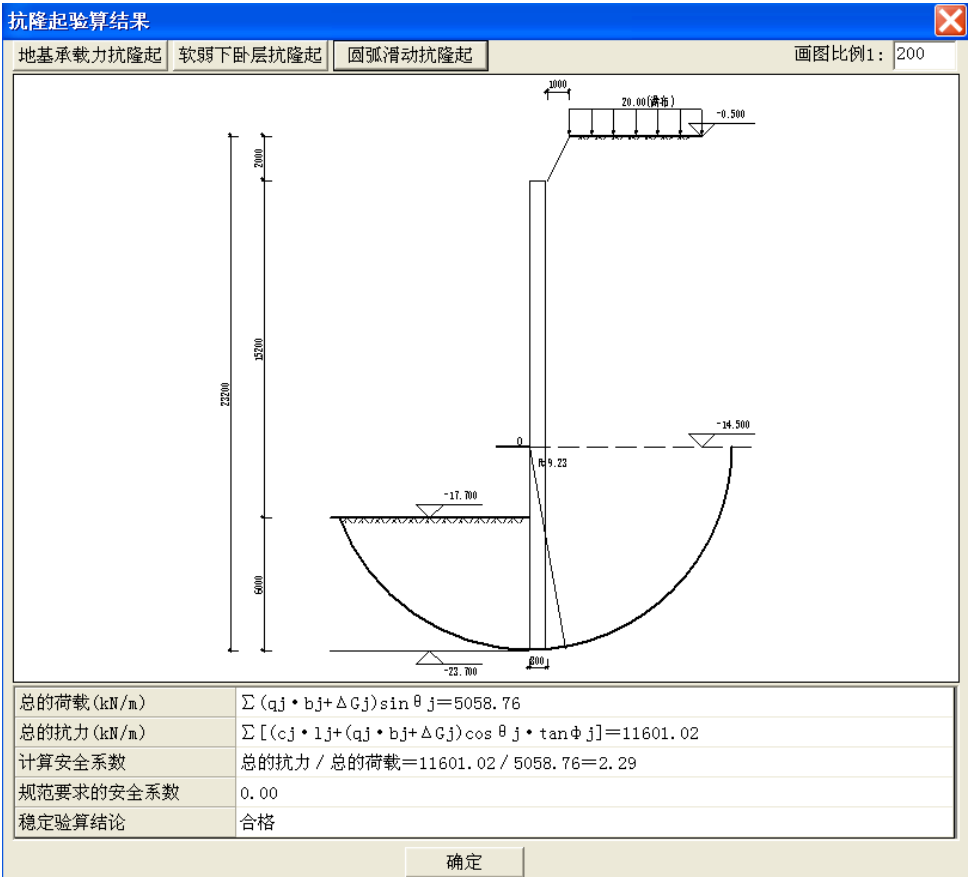 抗隆起验算结果
地基承载力抗隆起 软弱下卧层抗隆起 圆弧滑动抗隆起 画图比例1: 200
1000
20.00(满布)
-0.500
2000
15200
23200
-14.500
O
R=9.23
-17.700
6000
800
-23.700
总的荷载(kN/m) Σ(qj•bj+ΔGj)sinθj=5058.76
总的抗力(kN/m) Σ[(cj•lj+(qj•bj+ΔGj)cosθj•tanφj]=11601.02
计算安全系数 总的抗力/总的荷载=11601.02/5058.76=2.29
规范要求的安全系数 0.00
稳定验算结论 合格
确定